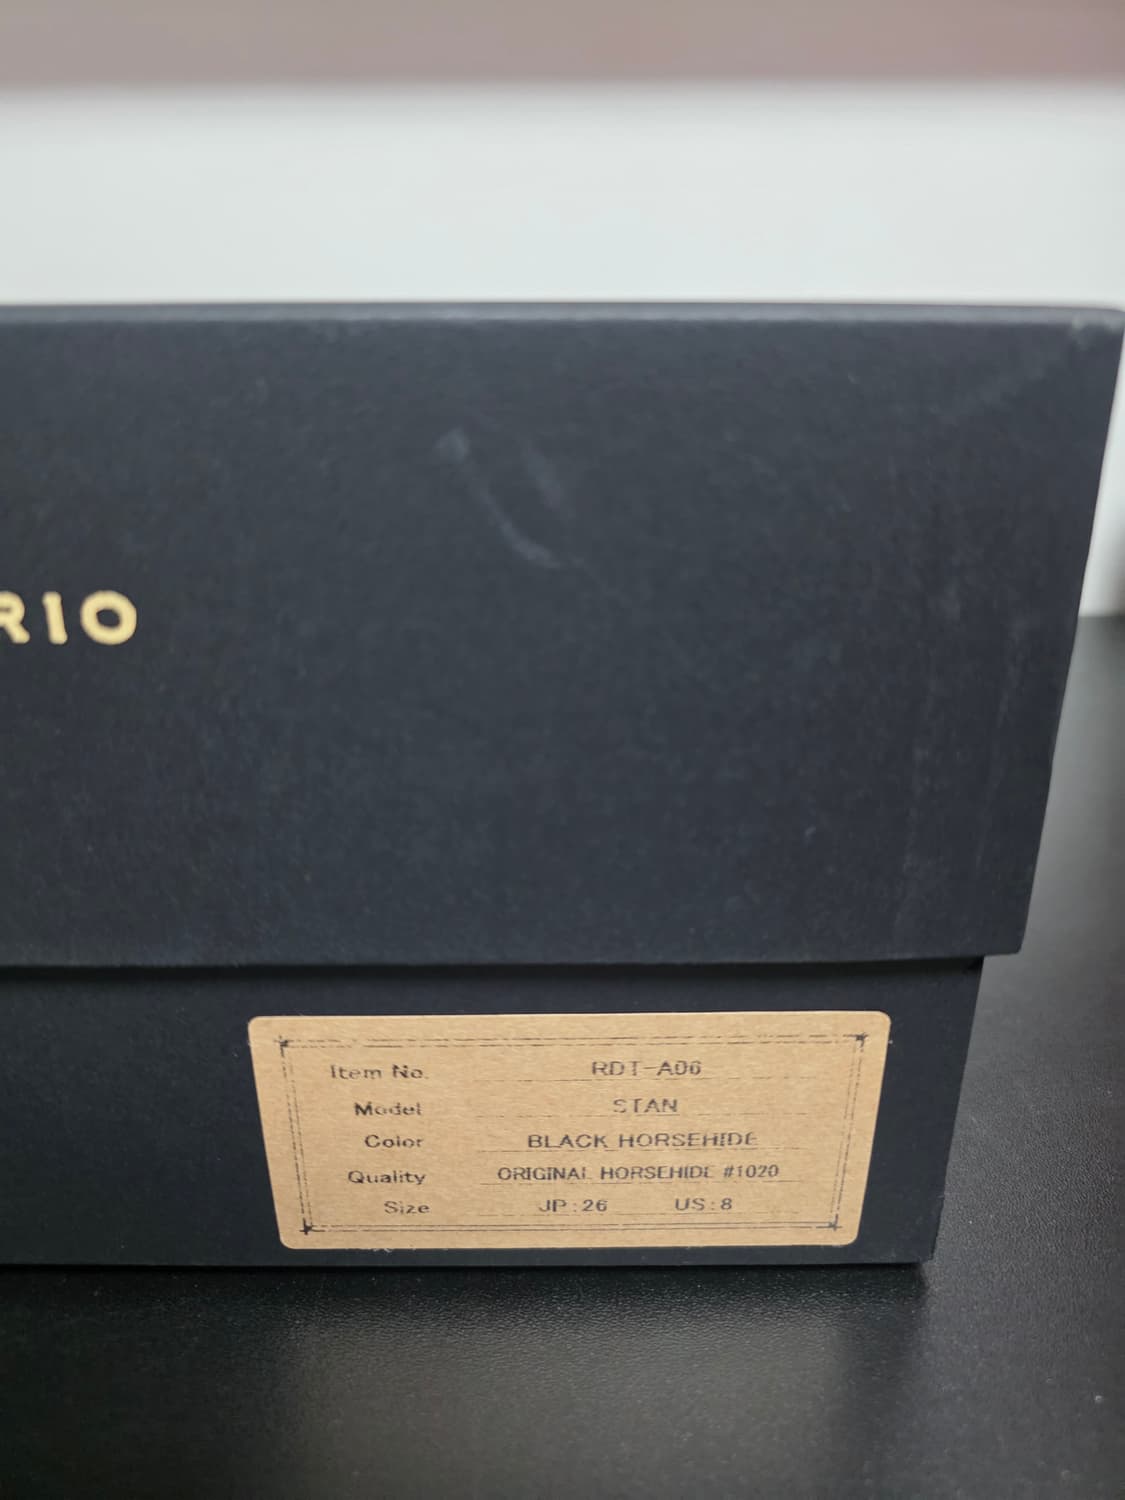 RIO
Item No. RDT-A06
Model STAN
Color BLACK HORSEHIDE
Quality ORIGINAL HORSEHIDE #1020
Size JP:26 US:8